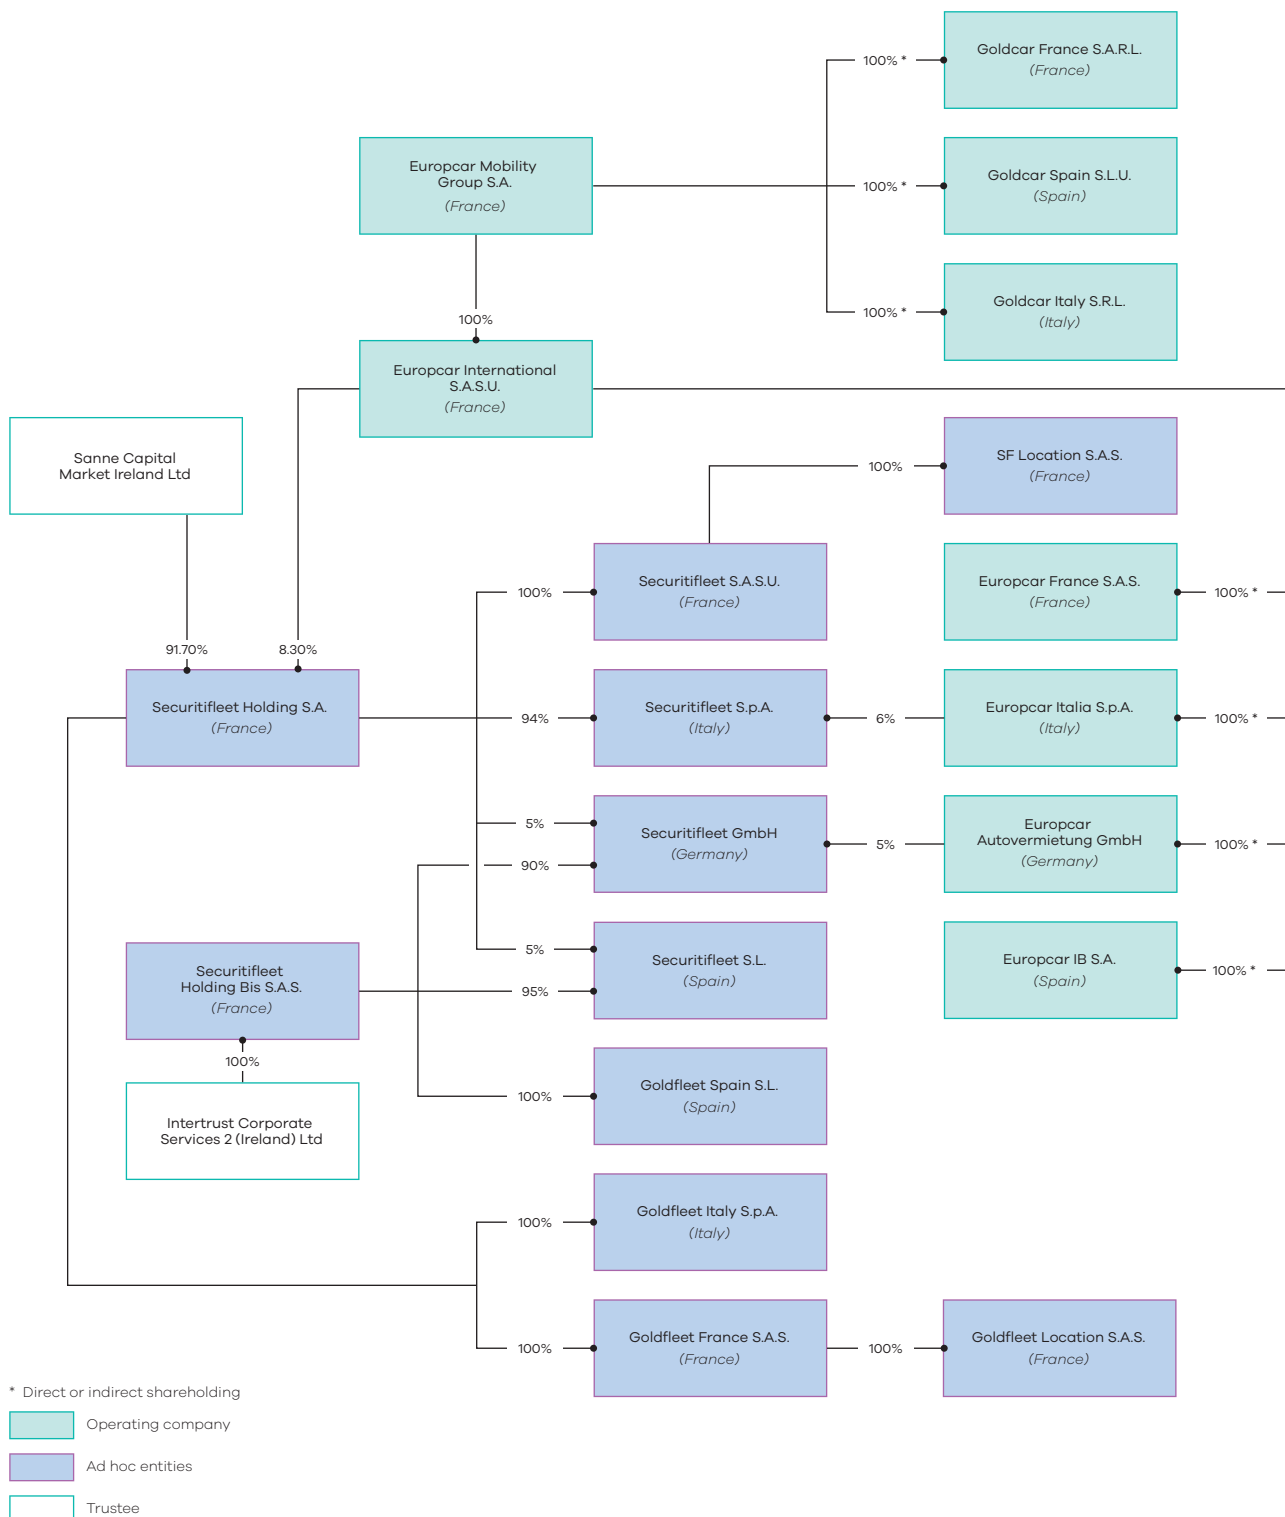 100% *
Goldcar France S.A.R.L.
(France)
Europcar Mobility
Group S.A.
(France)
100% *
Goldcar Spain S.L.U.
(Spain)
100% *
Goldcar Italy S.R.L.
(Italy)
100%
Europcar International
S.A.S.U.
(France)
Sanne Capital
Market Ireland Ltd
100%
SF Location S.A.S.
(France)
100%
Securitifleet S.A.S.U.
(France)
Europcar France S.A.S.
(France)
100% *
91.70%
8.30%
Securitifleet Holding S.A.
(France)
94%
Securitifleet S.p.A.
(Italy)
6%
Europcar Italia S.p.A.
(Italy)
100% *
5%
90%
Securitifleet GmbH
(Germany)
5%
Europcar
Autovermietung GmbH
(Germany)
100% *
Securitifleet
Holding Bis S.A.S.
(France)
5%
95%
Securitifleet S.L.
(Spain)
Europcar IB S.A.
(Spain)
100% *
100%
Intertrust Corporate
Services 2 (Ireland) Ltd
100%
Goldfleet Spain S.L.
(Spain)
100%
Goldfleet Italy S.p.A.
(Italy)
100%
Goldfleet France S.A.S.
(France)
100%
Goldfleet Location S.A.S.
(France)
* Direct or indirect shareholding
Operating company
Ad hoc entities
Trustee